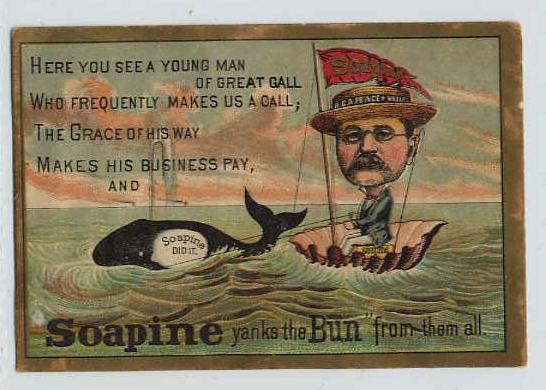 HERE YOU SEE A YOUNG MAN
OF GREAT GALL
WHO FREQUENTLY MAKES US A CALL;
THE GRACE OF HIS WAY
MAKES HIS BUSINESS PAY,
AND
Soapine
DID IT.
Soapine "yanks the Bun" from them all.